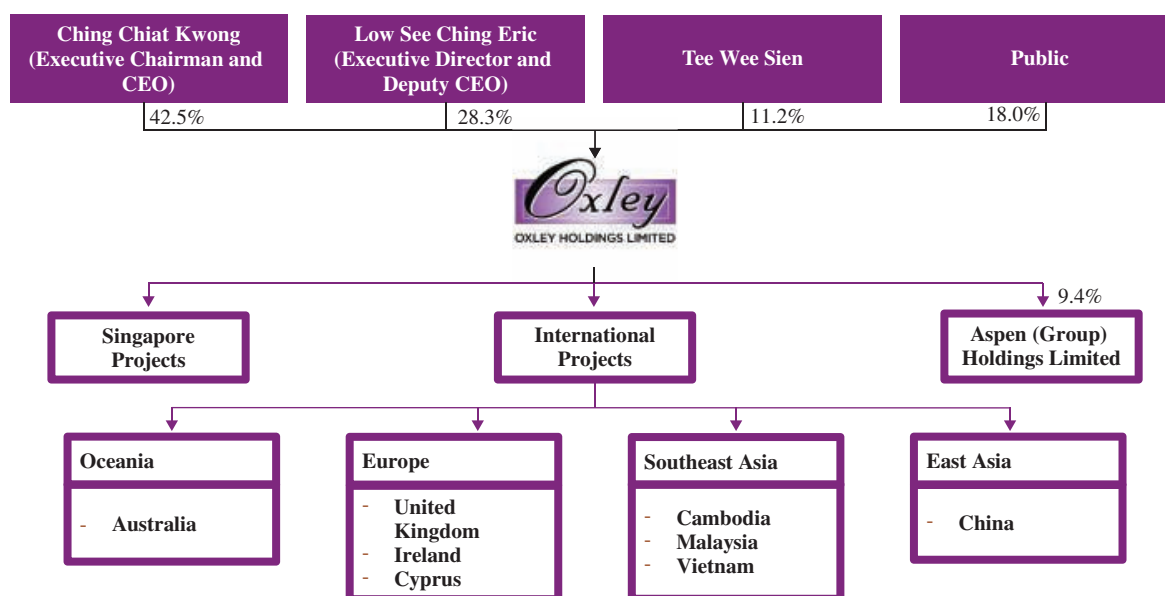 Ching Chiat Kwong
(Executive Chairman and
CEO)
Low See Ching Eric
(Executive Director and
Deputy CEO)
Tee Wee Sien
Public
42.5%
28.3%
11.2%
18.0%
Oxley
OXLEY HOLDINGS LIMITED
9.4%
Singapore
Projects
International
Projects
Aspen (Group)
Holdings Limited
Oceania
- Australia
Europe
- United
Kingdom
- Ireland
- Cyprus
Southeast Asia
- Cambodia
- Malaysia
- Vietnam
East Asia
- China